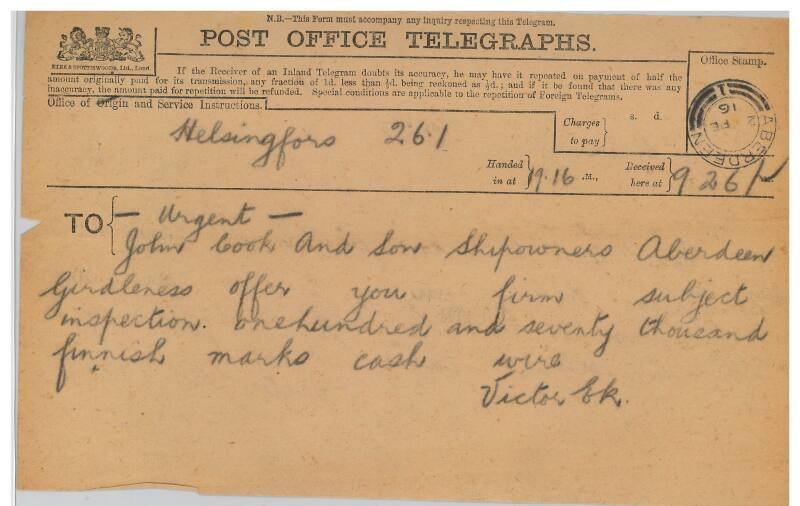 N.B.—This Form must accompany any inquiry respecting this Telegram.
POST OFFICE TELEGRAPHS.
EYRE & SPOTTISWOODE, Ltd., Lond.
If the Receiver of an Inland Telegram doubts its accuracy, he may have it repeated on payment of half the
amount originally paid for its transmission, any fraction of 1d. less than ½d. being reckoned as ½d.; and if it be found that there was any
inaccuracy, the amount paid for repetition will be refunded. Special conditions are applicable to the repetition of Foreign Telegrams.
Office Stamp.
ABERDEEN
1
FE
16
Office of Origin and Service Instructions.
Charges to pay
s. d.
Helsingfors 261
Handed in at 19.16 .M.,
Received here at 9 26
TO — Urgent —
John Cook And Son Shipowners Aberdeen
Girdleness offer you firm subject
inspection. onehundred and seventy thousand
finnish marks cash wire
Victor Ek.